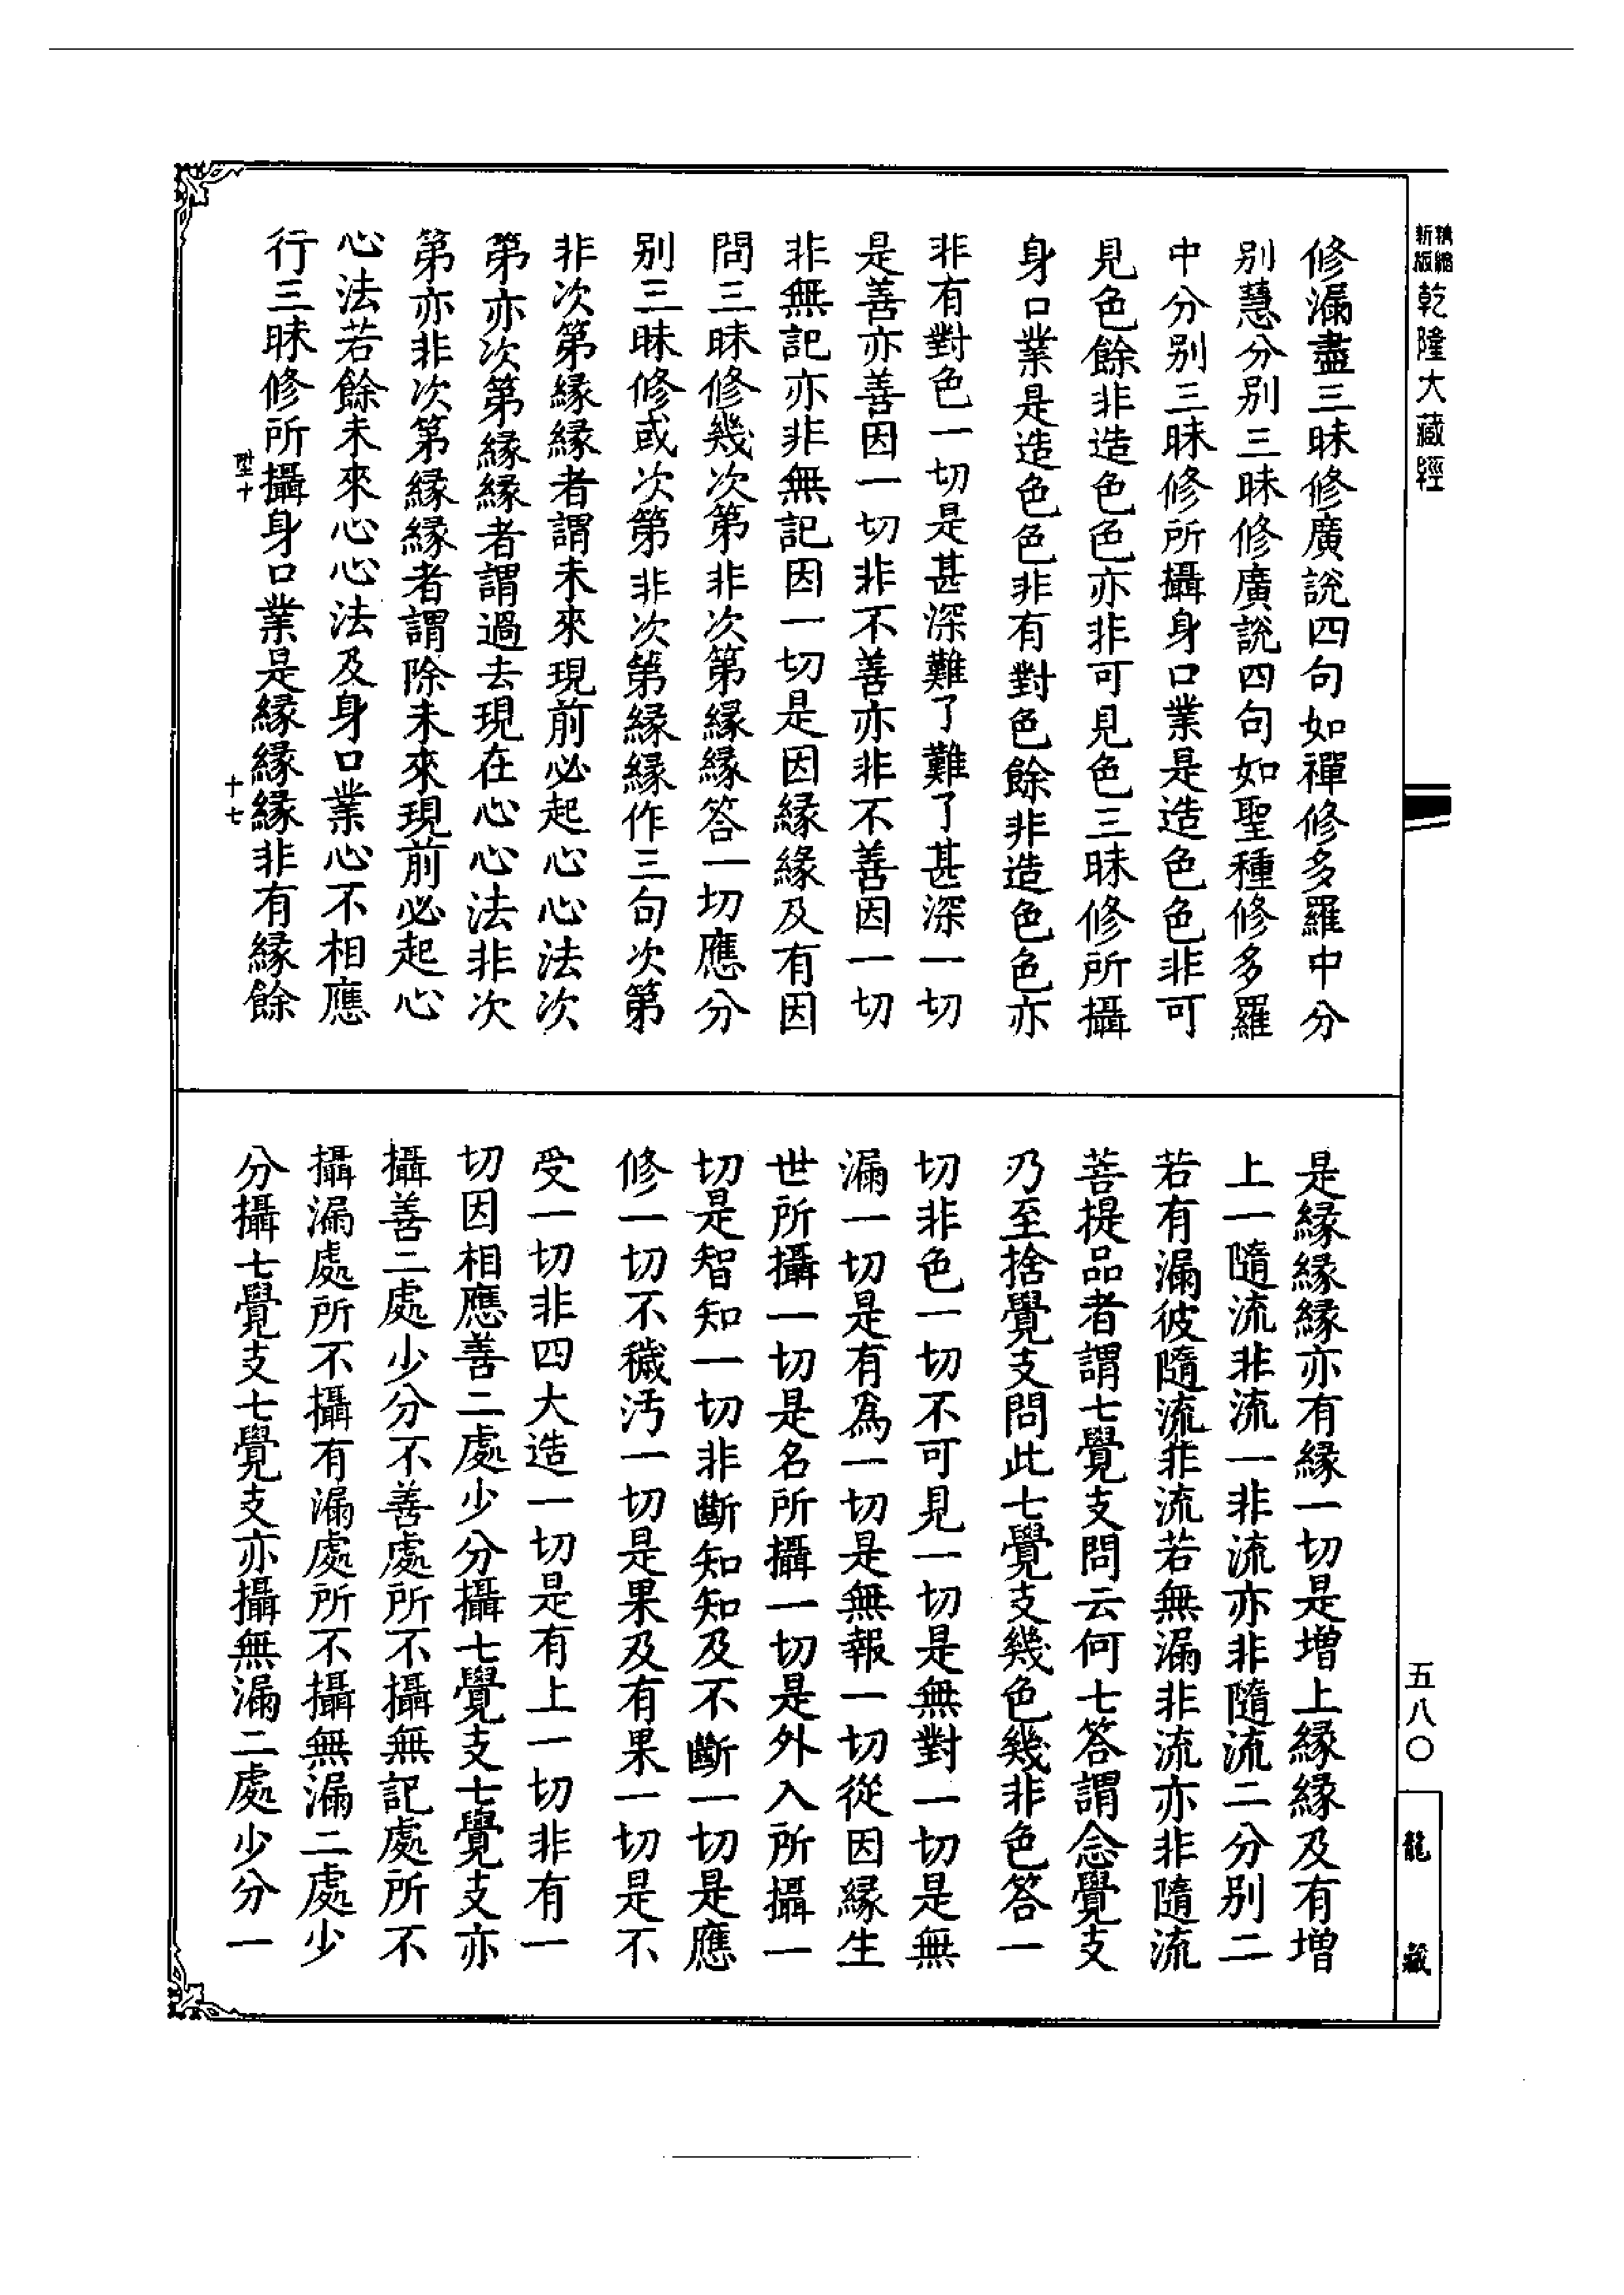 精縮新版乾隆大藏經
修漏盡三昧修廣說四句如禪修多羅中分
别慧分别三昧修廣說四句如聖種修多羅
中分别三昧修所攝身口業是造色色非可
見色餘非造色色亦非可見色三昧修所攝
身口業是造色色非有對色餘非造色色亦
非有對色一切是甚深難了難了甚深一切
是善亦善因一切非不善亦非不善因一切
非無記亦非無記因一切是因緣緣及有因
問三昧修幾次第非次第緣緣答一切應分
别三昧修或次第非次第緣緣作三句次第
非次第緣緣者謂未來現前必起心心法次
第亦次第緣緣者謂過去現在心心法非次
第亦非次第緣緣者謂除未來現前必起心
心法若餘未來心心法及身口業心不相應
行三昧修所攝身口業是緣緣緣非有緣餘
十七
是緣緣緣亦有緣一切是增上緣緣及有增
上一隨流非流一非流亦非隨流二分别二
若有漏彼隨流非流若無漏非流亦非隨流
菩提品者謂七覺支問云何七答謂念覺支
乃至捨覺支問此七覺支幾色幾非色答一
切非色一切不可見一切是無對一切是無
漏一切是有為一切是無報一切從因緣生
世所攝一切是名所攝一切是外入所攝一
切是智知一切非斷知知及不斷一切是應
修一切不穢污一切是果及有果一切是不
受一切非四大造一切是有上一切非有一
切因相應善二處少分攝七覺支七覺支亦
攝善二處少分不善處所不攝無記處所不
攝漏處所不攝有漏處所不攝無漏二處少
分攝七覺支七覺支亦攝無漏二處少分一
五八〇
龍藏